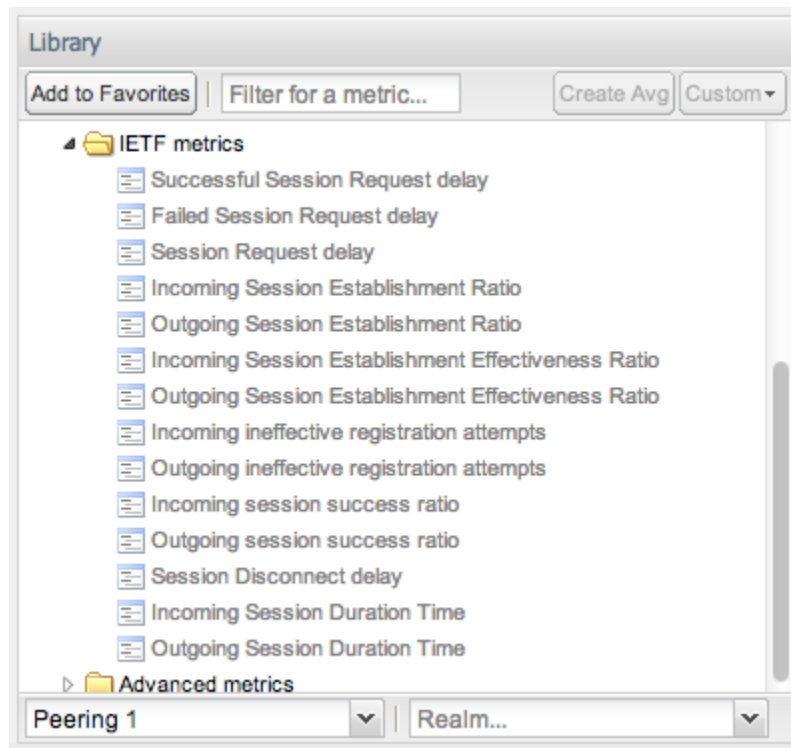 Library
Add to Favorites | Filter for a metric... Create Avg Custom
IETF metrics
Successful Session Request delay
Failed Session Request delay
Session Request delay
Incoming Session Establishment Ratio
Outgoing Session Establishment Ratio
Incoming Session Establishment Effectiveness Ratio
Outgoing Session Establishment Effectiveness Ratio
Incoming ineffective registration attempts
Outgoing ineffective registration attempts
Incoming session success ratio
Outgoing session success ratio
Session Disconnect delay
Incoming Session Duration Time
Outgoing Session Duration Time
Advanced metrics
Peering 1 | Realm...